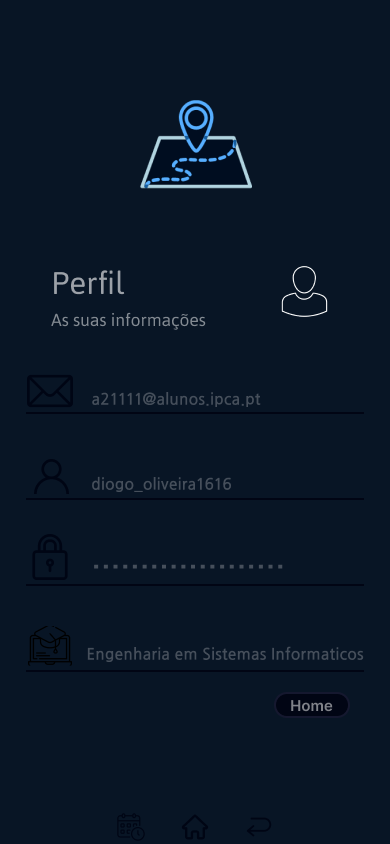 Perfil
As suas informações
a21111@alunos.ipca.pt
diogo_oliveira1616
Engenharia em Sistemas Informaticos
Home